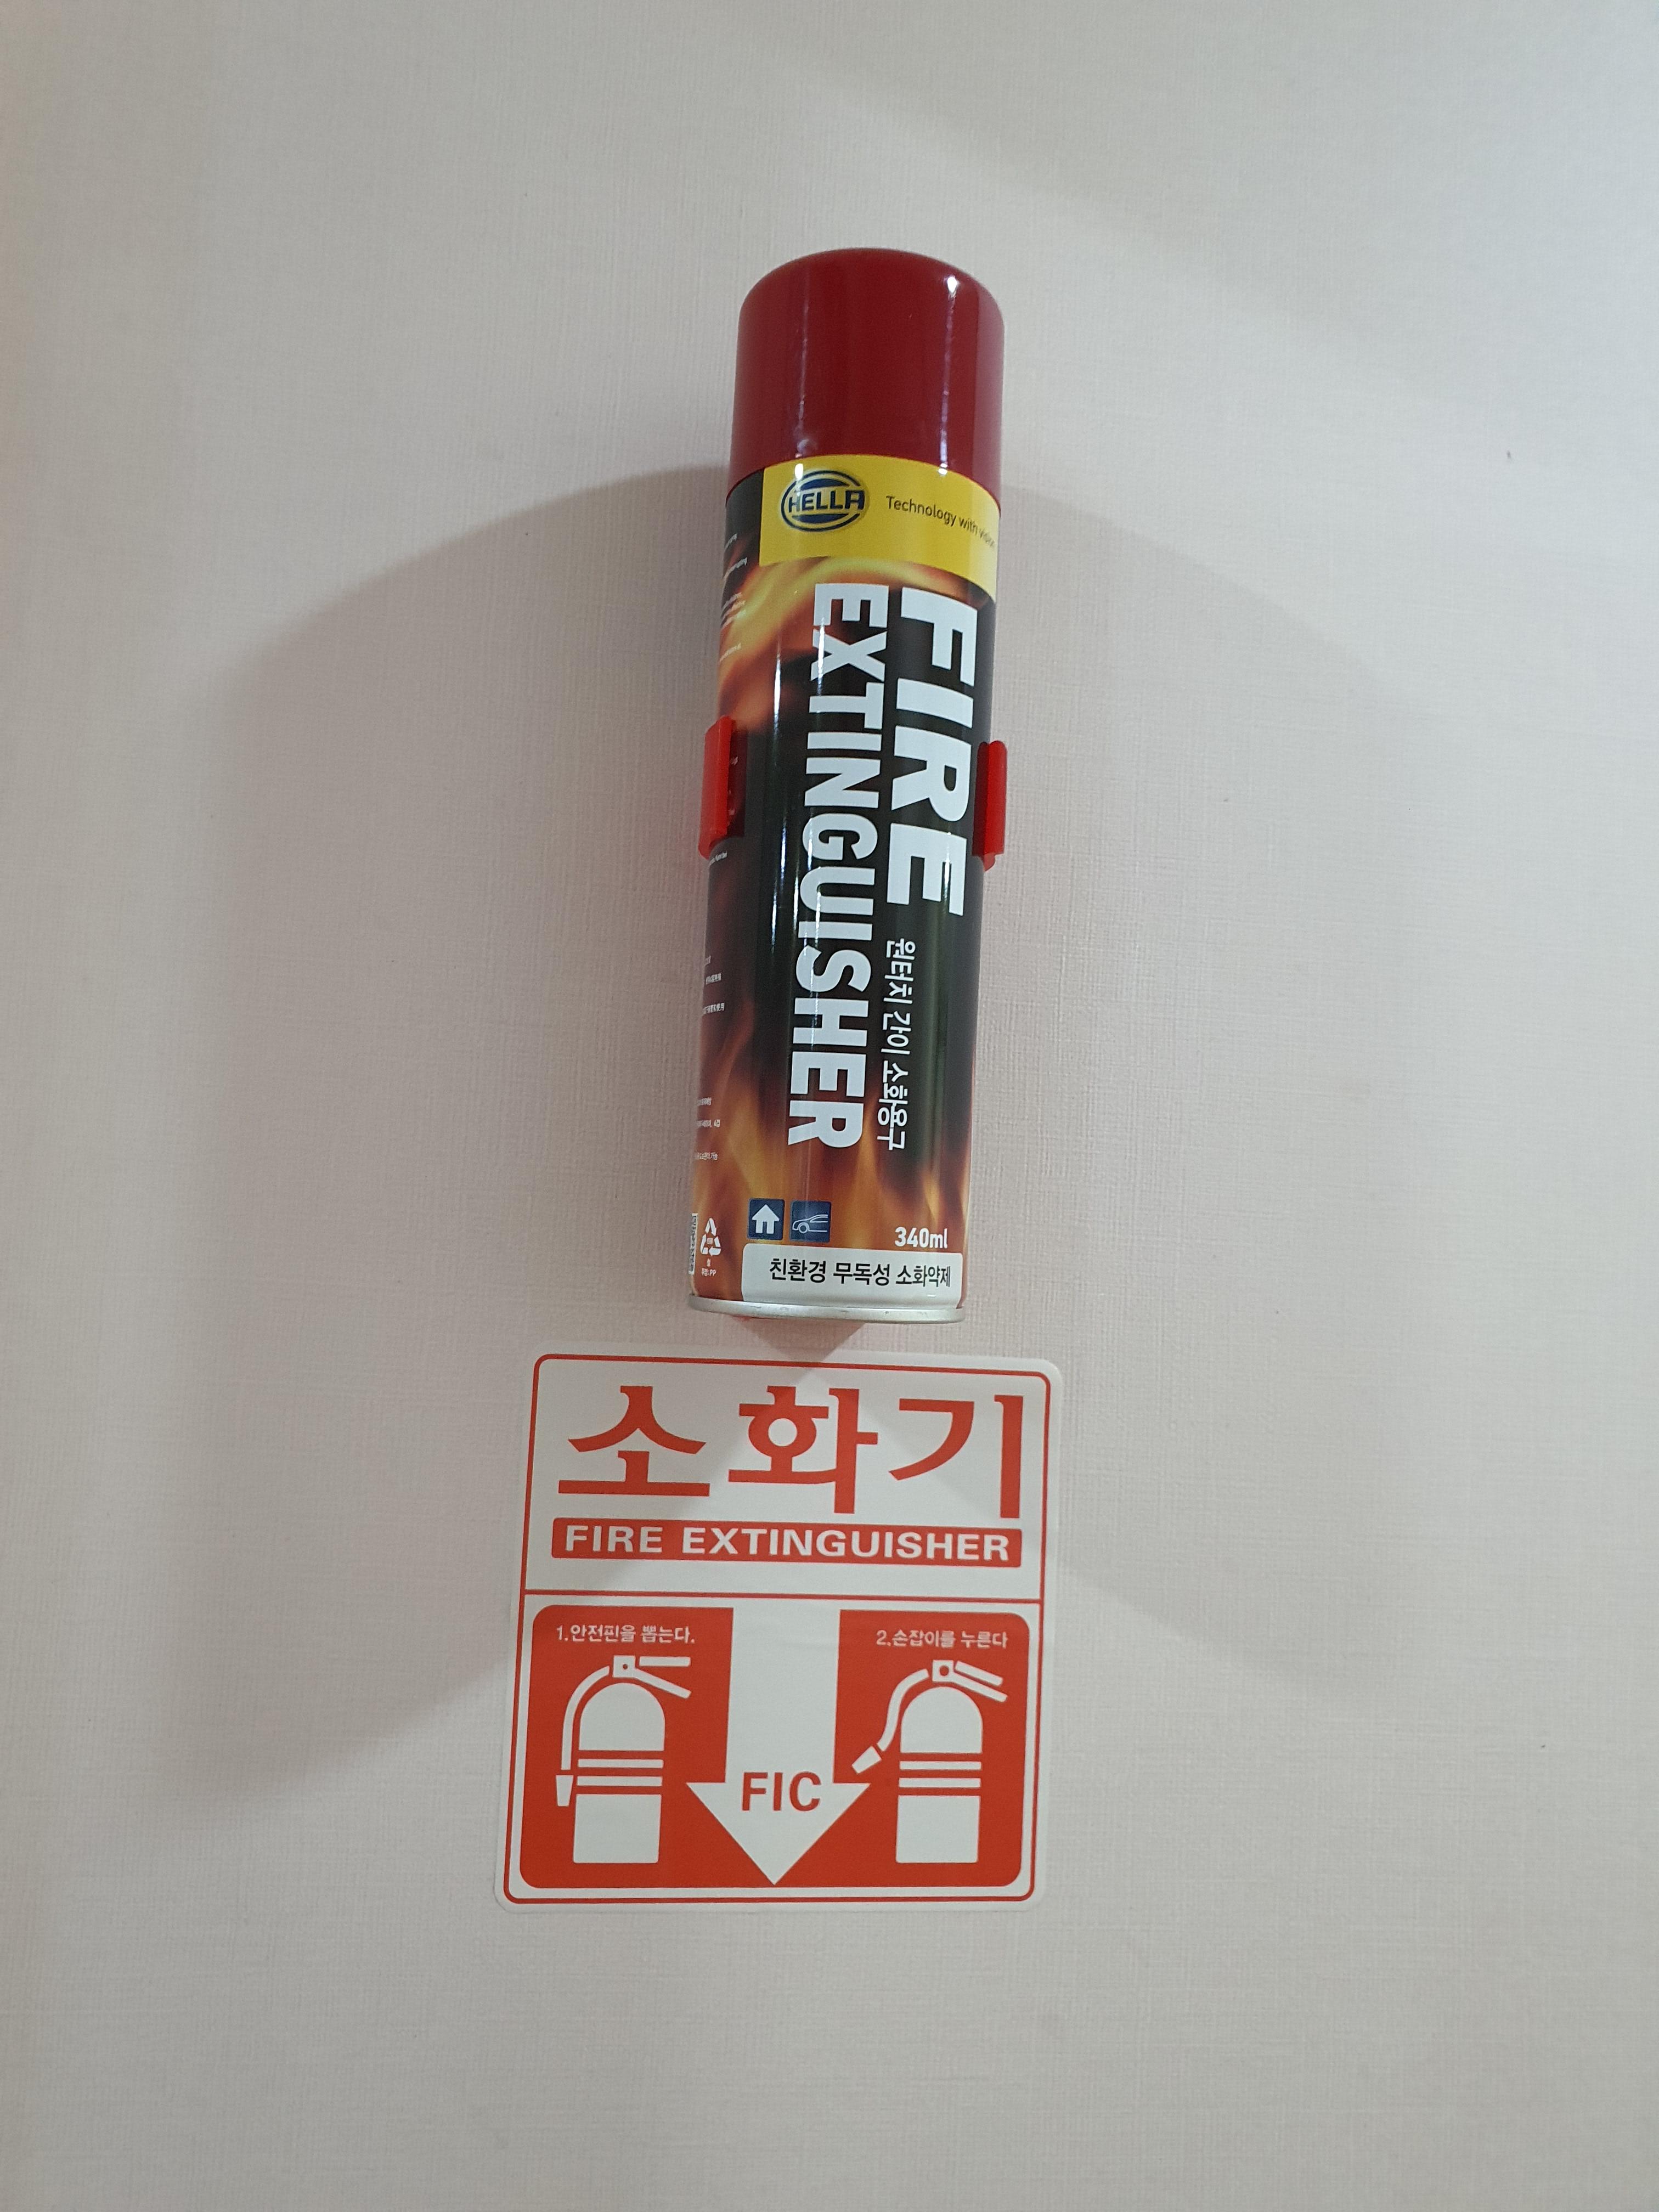 HELLA
Technology with vision
FIRE
EXTINGUISHER
원터치 간이 소화용구
340ml
친환경 무독성 소화약제
소화기
FIRE EXTINGUISHER
1.안전핀을 뽑는다.
2.손잡이를 누른다
FIC